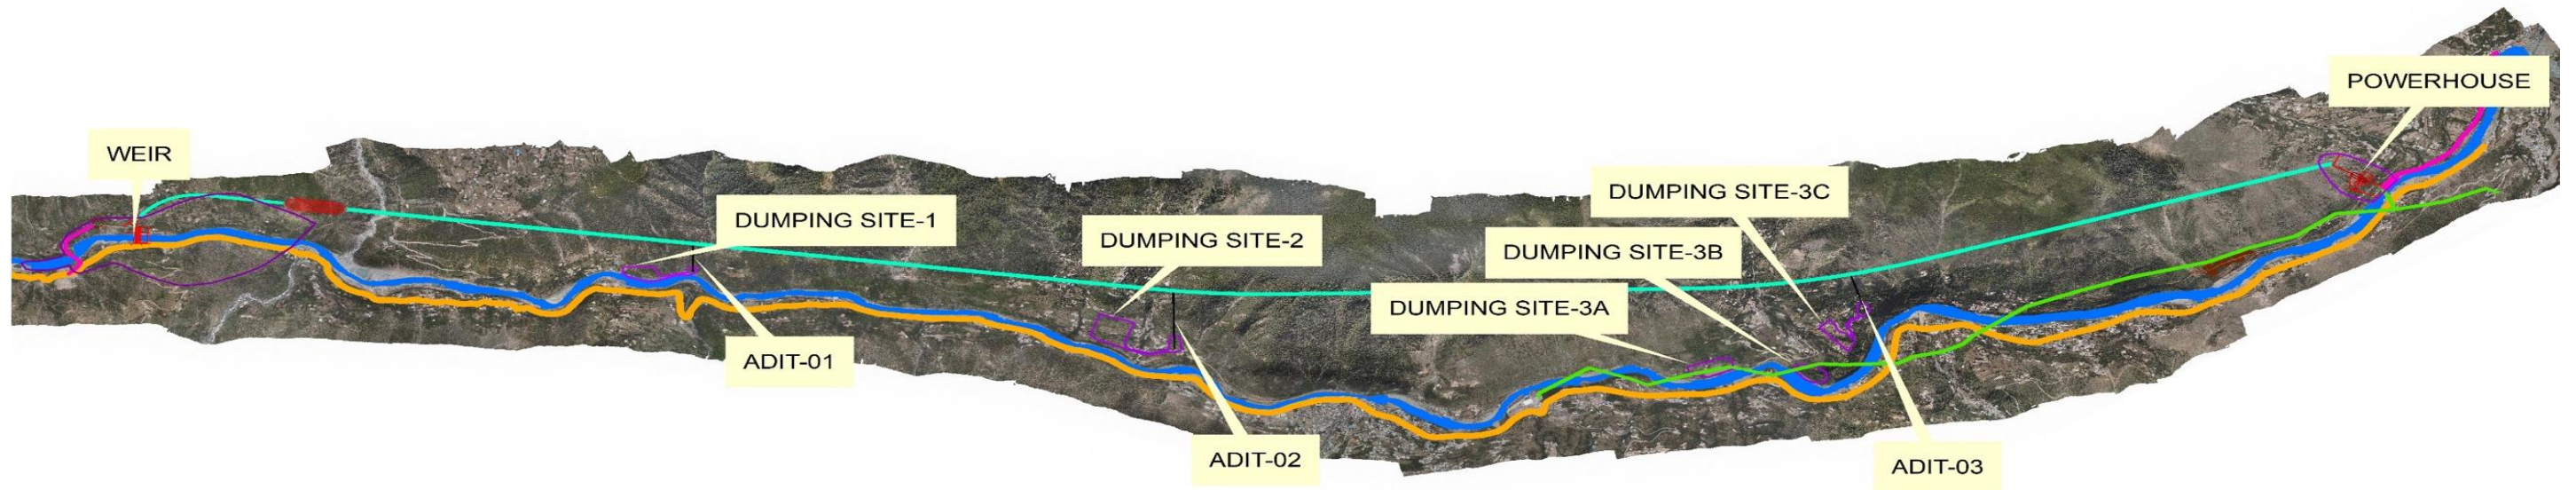 WEIR
POWERHOUSE
DUMPING SITE-1
DUMPING SITE-2
DUMPING SITE-3C
DUMPING SITE-3B
DUMPING SITE-3A
ADIT-01
ADIT-02
ADIT-03